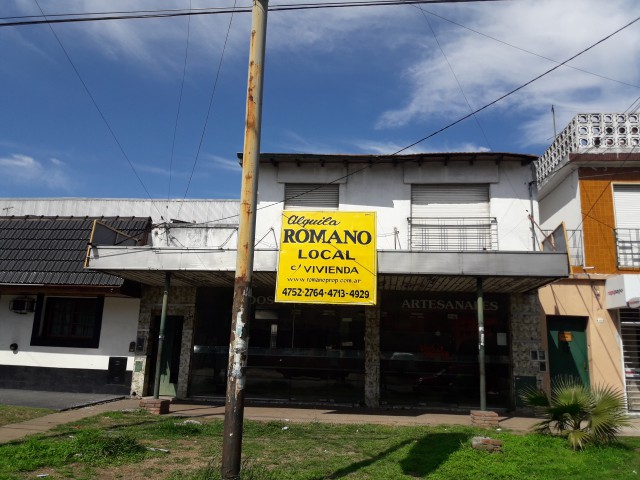 Alquila
ROMANO
LOCAL
c/ VIVIENDA
www.romanoprop.com.ar
4752-2764-4713-4929
ARTESANALES